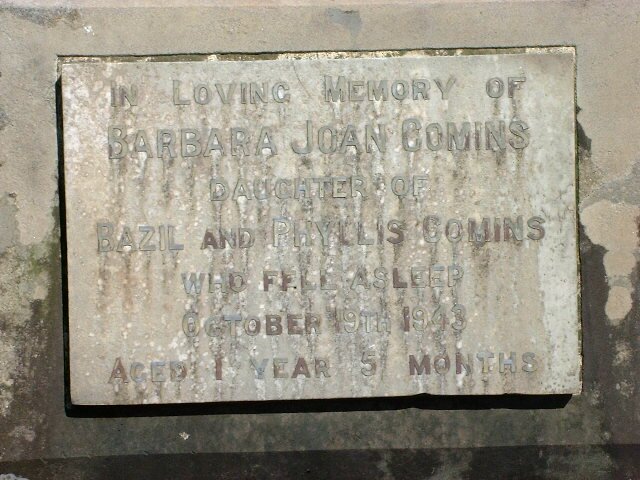 IN LOVING MEMORY OF
BARBARA JOAN COMINS
DAUGHTER OF
BAZIL AND PHYLLIS COMINS
WHO FELL ASLEEP
OCTOBER 19TH 1943
AGED 1 YEAR 5 MONTHS